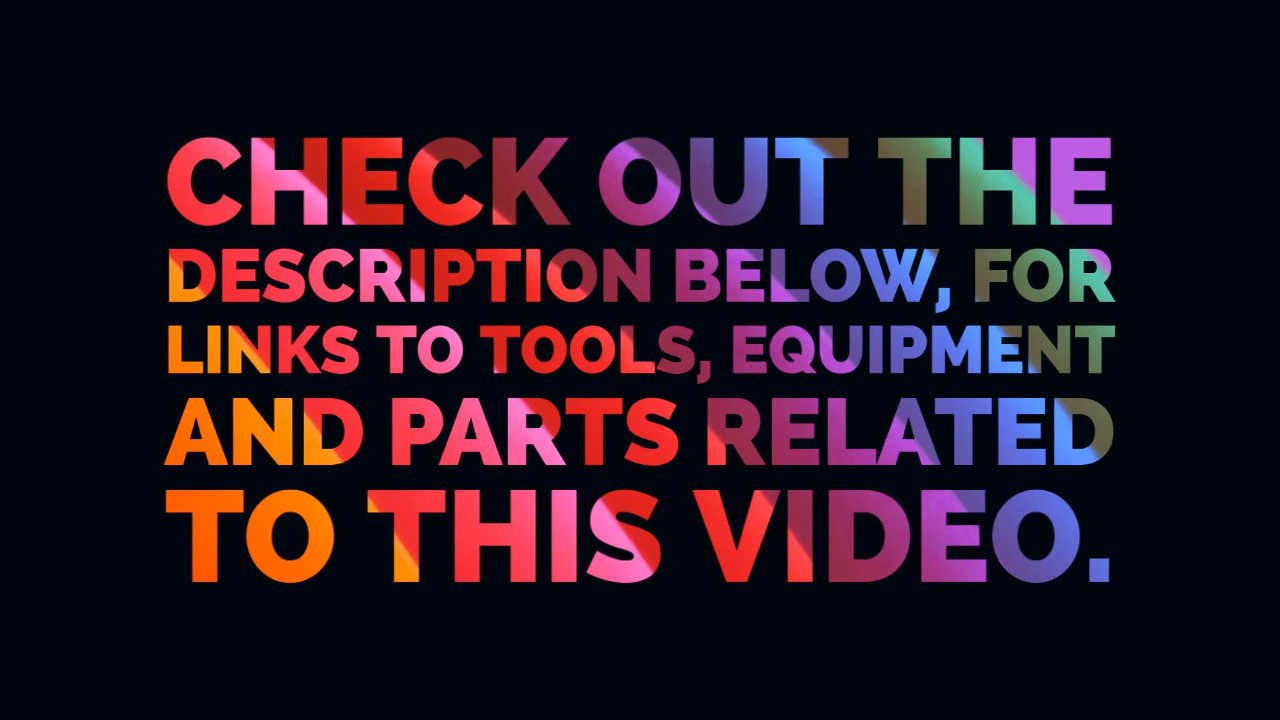 CHECK OUT THE
DESCRIPTION BELOW, FOR
LINKS TO TOOLS, EQUIPMENT
AND PARTS RELATED
TO THIS VIDEO.